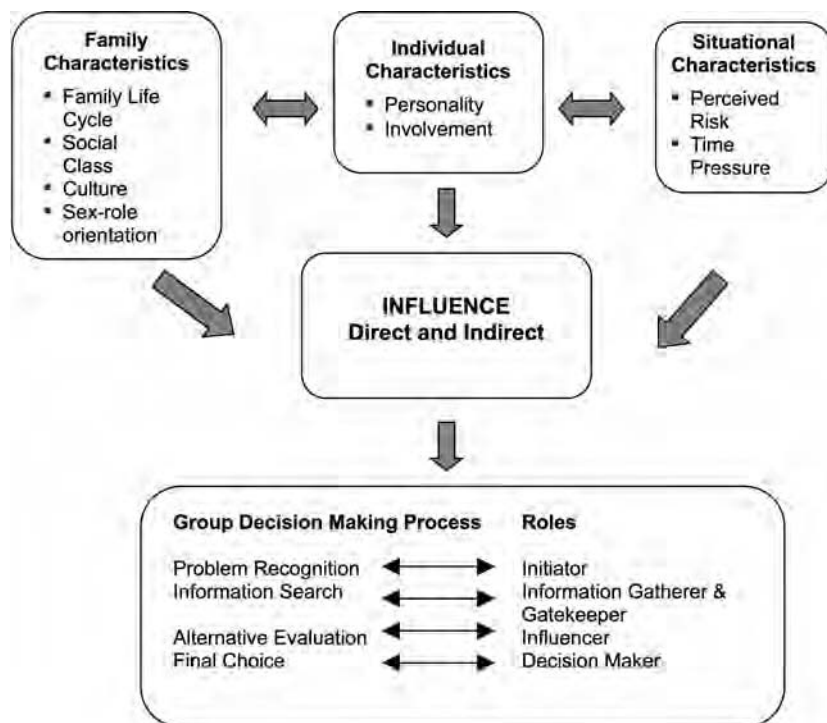 Family
Characteristics
▪ Family Life
Cycle
▪ Social
Class
▪ Culture
▪ Sex-role
orientation
Individual
Characteristics
▪ Personality
▪ Involvement
Situational
Characteristics
▪ Perceived
Risk
▪ Time
Pressure
INFLUENCE
Direct and Indirect
Group Decision Making Process
Problem Recognition
Information Search
Alternative Evaluation
Final Choice
Roles
Initiator
Information Gatherer &
Gatekeeper
Influencer
Decision Maker